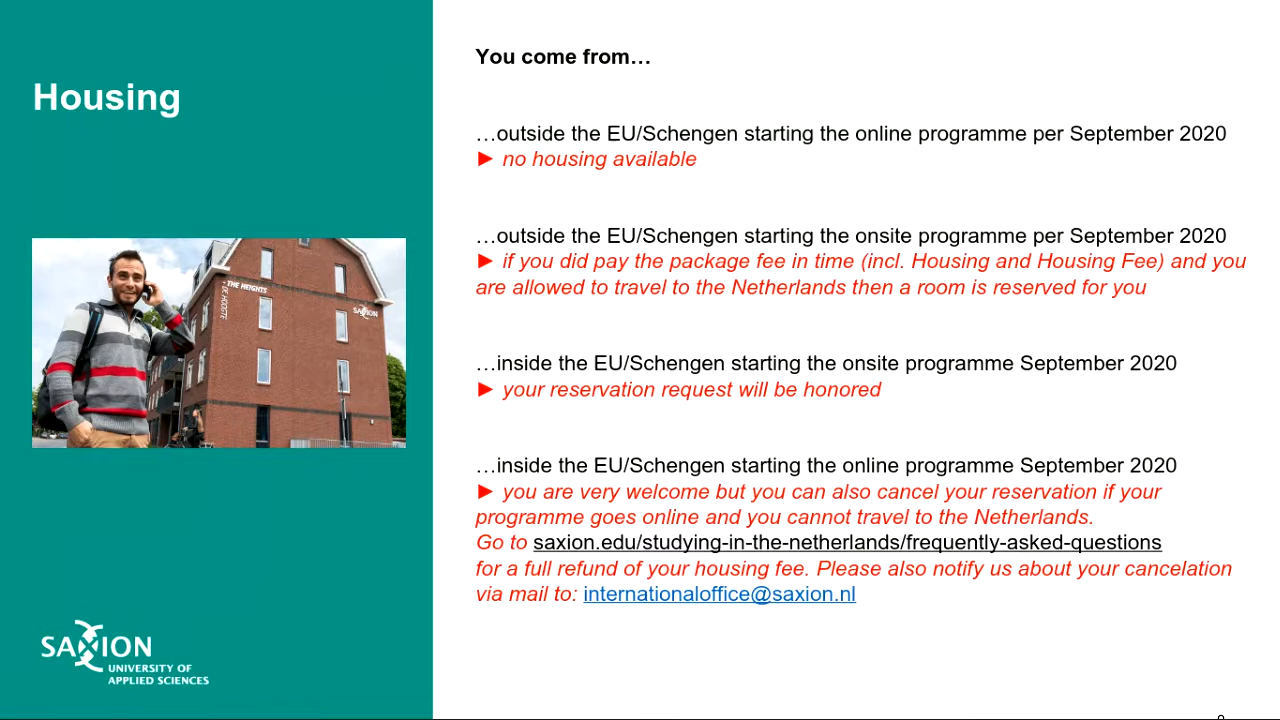 Housing
You come from…
…outside the EU/Schengen starting the online programme per September 2020
► no housing available
…outside the EU/Schengen starting the onsite programme per September 2020
► if you did pay the package fee in time (incl. Housing and Housing Fee) and you
are allowed to travel to the Netherlands then a room is reserved for you
…inside the EU/Schengen starting the onsite programme September 2020
► your reservation request will be honored
…inside the EU/Schengen starting the online programme September 2020
► you are very welcome but you can also cancel your reservation if your
programme goes online and you cannot travel to the Netherlands.
Go to saxion.edu/studying-in-the-netherlands/frequently-asked-questions
for a full refund of your housing fee. Please also notify us about your cancelation
via mail to: internationaloffice@saxion.nl
THE HEIGHTS
DE HOOGTE
SAXION
SAXION
UNIVERSITY OF
APPLIED SCIENCES